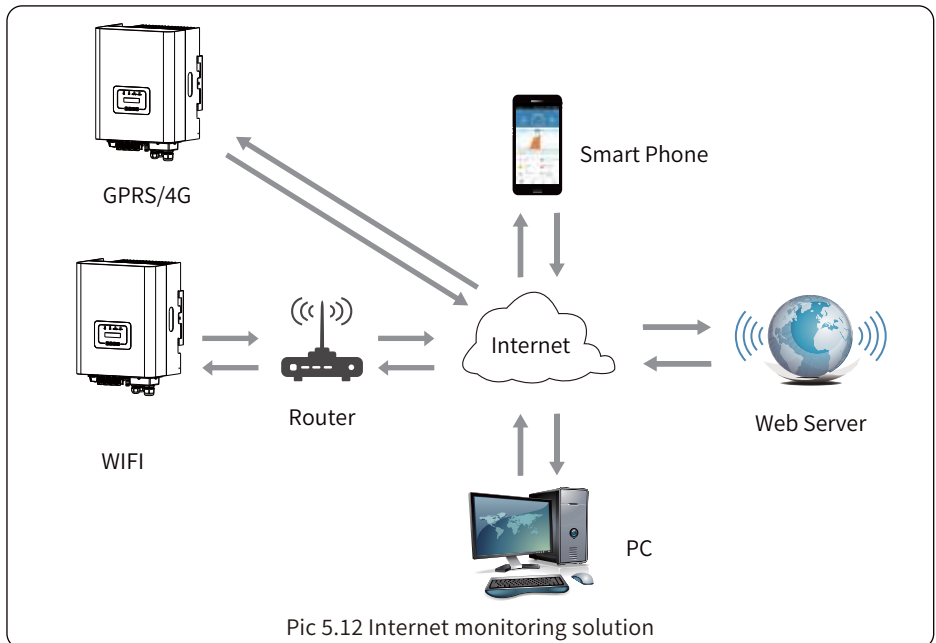 Smart Phone
GPRS/4G
Internet
Router
Web Server
WIFI
PC
Pic 5.12 Internet monitoring solution